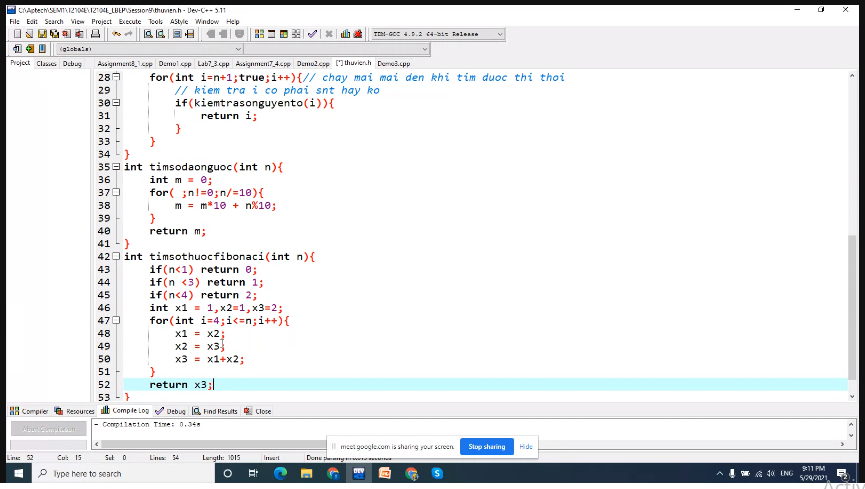 C:\Aptech\SEM1\T2104E\T2104E_LBEP\Session9\thuvien.h - Dev-C++ 5.11
File Edit Search View Project Execute Tools AStyle Window Help
TDM-GCC 4.9.2 64-bit Release
(globals)
Project Classes Debug
Assignment8_1.cpp Demo1.cpp Lab7_3.cpp Assignment7_4.cpp Demo2.cpp [*] thuvien.h Demo3.cpp
28 for(int i=n+1;true;i++){// chay mai mai den khi tim duoc thi thoi
29 // kiem tra i co phai snt hay ko
30 if(kiemtrasonguyento(i)){
31 return i;
32 }
33 }
34 }
35 int timsodaonguoc(int n){
36 int m = 0;
37 for( ;n!=0;n/=10){
38 m = m*10 + n%10;
39 }
40 return m;
41 }
42 int timsothuocfibonaci(int n){
43 if(n<1) return 0;
44 if(n <3) return 1;
45 if(n<4) return 2;
46 int x1 = 1,x2=1,x3=2;
47 for(int i=4;i<=n;i++){
48 x1 = x2;
49 x2 = x3;
50 x3 = x1+x2;
51 }
52 return x3;
53 }
Compiler Resources Compile Log Debug Find Results Close
Abort Compilation
- Compilation Time: 0.34s
meet.google.com is sharing your screen. Stop sharing Hide
Line: 52 Col: 15 Sel: 0 Lines: 54 Length: 1015 Insert
Type here to search
ENG
9:11 PM
5/29/2021